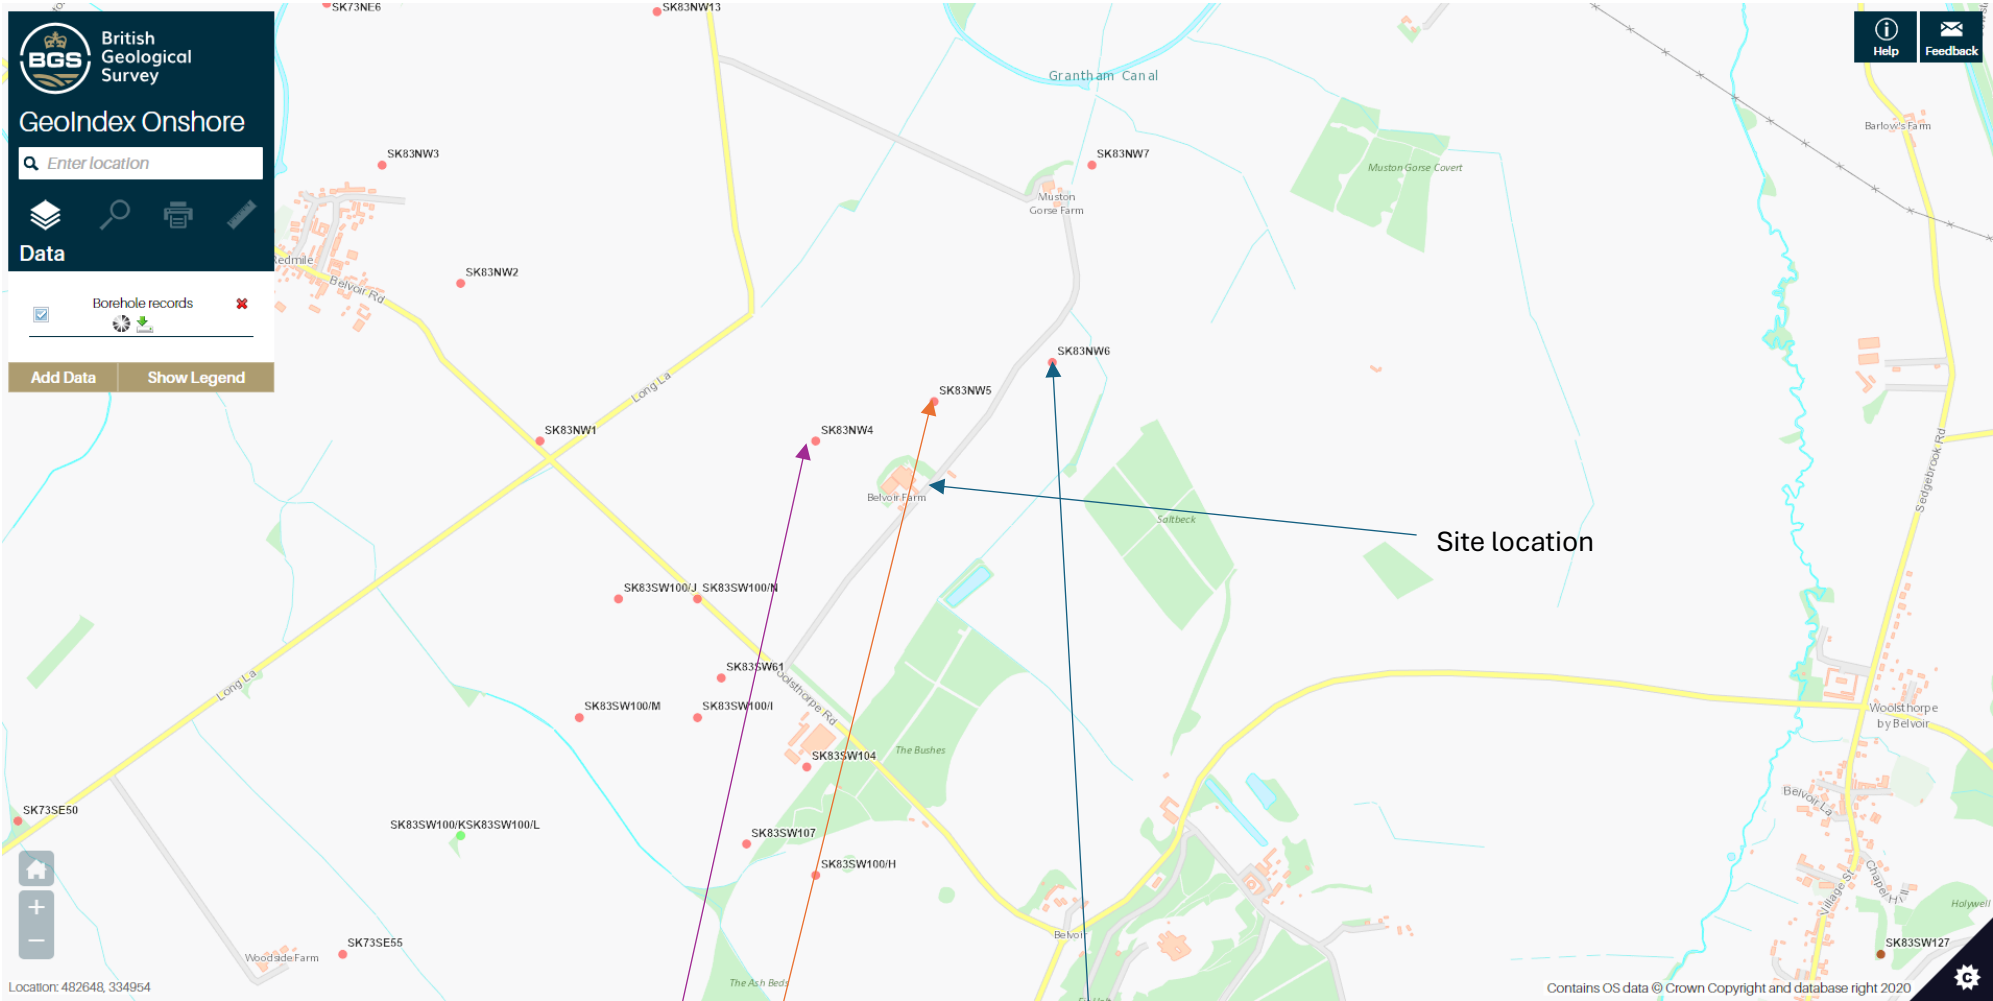 SK73NE6
SK83NW13
British
Geological
Survey
BGS
GeoIndex Onshore
Enter location
Data
Borehole records
Add Data
Show Legend
Help
Feedback
Grantham Canal
Barlow's Farm
SK83NW3
SK83NW7
Muston Gorse Covert
Muston
Gorse Farm
Redmile
Belvoir Rd
SK83NW2
SK83NW6
Long La
SK83NW5
SK83NW1
SK83NW4
Belvoir Farm
Sedgebrook Rd
Saltbeck
Site location
SK83SW100/J
SK83SW100/N
SK83SW61
Woolsthorpe Rd
Long La
SK83SW100/M
SK83SW100/I
Woolsthorpe
by Belvoir
The Bushes
SK83SW104
Belvoir La
SK73SE50
SK83SW100/KSK83SW100/L
SK83SW107
SK83SW100/H
Chapel Hill
Village St
Holywell
Belvoir
SK73SE55
Woodside Farm
SK83SW127
The Ash Beds
Location: 482648, 334954
Contains OS data © Crown Copyright and database right 2020